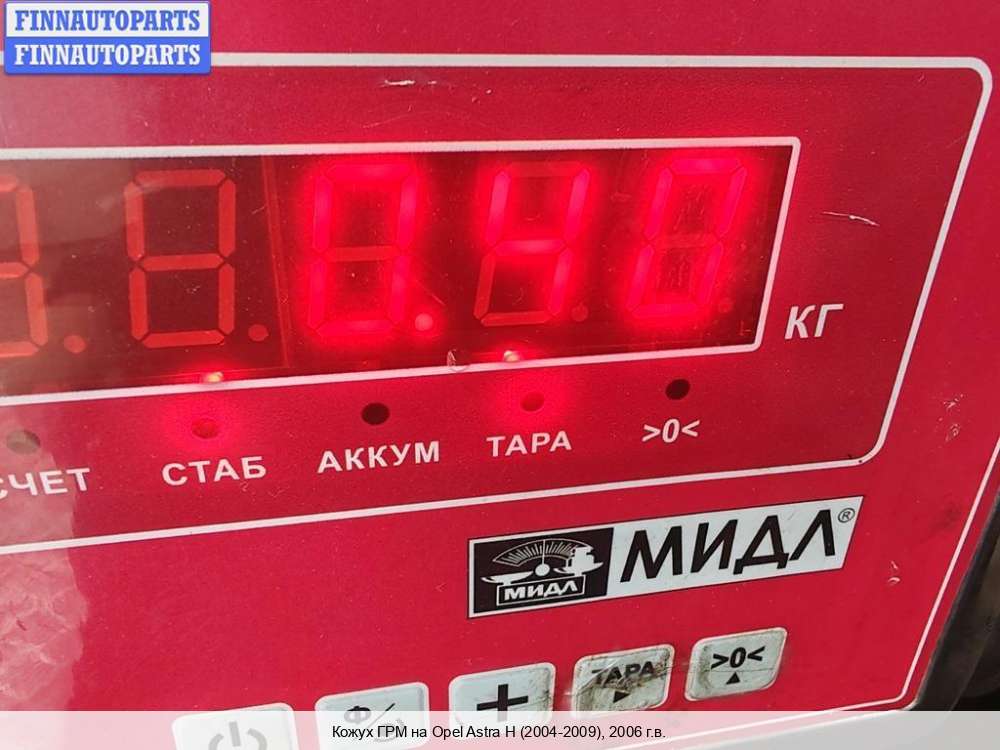 FINNAUTOPARTS
FINNAUTOPARTS
0.40
КГ
СЧЕТ
СТАБ
АККУМ
ТАРА
>0<
МИДЛ®
МИДЛ
ТАРА
>0<
+
Кожух ГРМ на Opel Astra H (2004-2009), 2006 г.в.